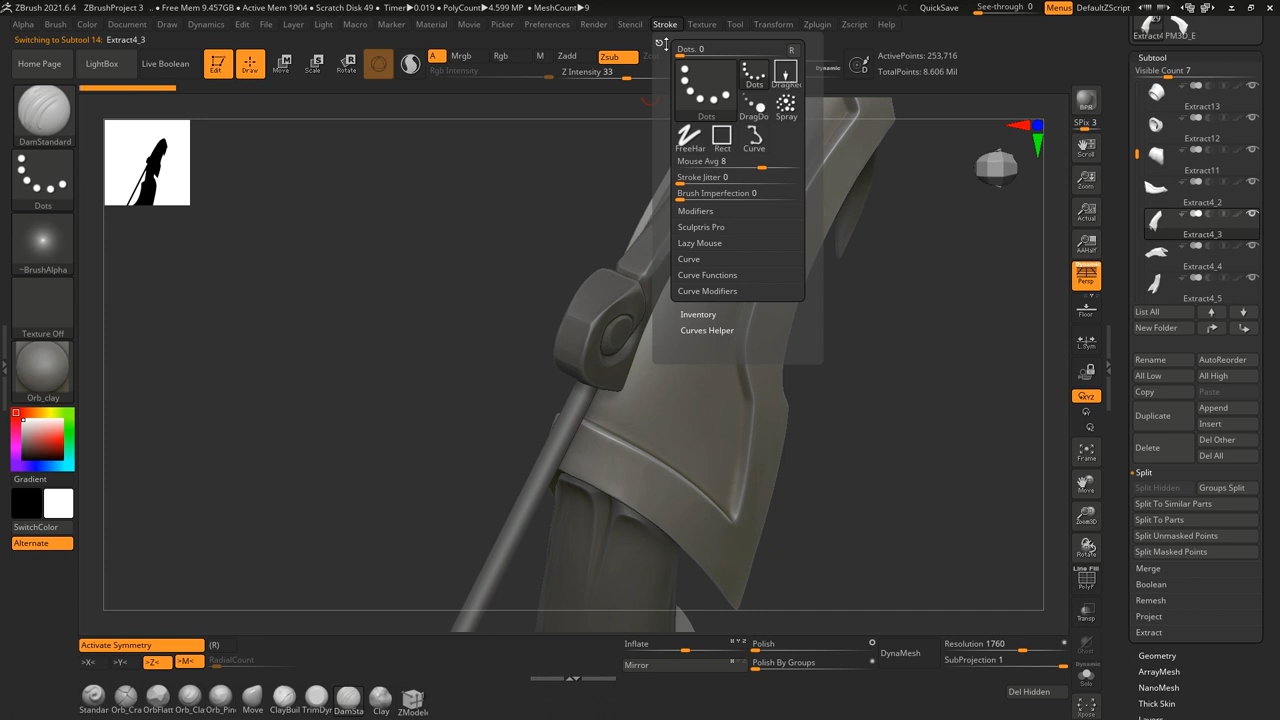 ZBrush 2021.6.4 ZBrushProject 3 • Free Mem 9.457GB • Active Mem 1904 • Scratch Disk 49 • Timer▸0.019 • PolyCount▸4.599 MP • MeshCount▸9 AC QuickSave See-through 0 Menus DefaultZScript
Alpha Brush Color Document Draw Dynamics Edit File Layer Light Macro Marker Material Movie Picker Preferences Render Stencil Stroke Texture Tool Transform Zplugin Zscript Help
Switching to Subtool 14: Extract4_3
Home Page LightBox Live Boolean Edit Draw Move Scale Rotate A Mrgb Rgb M Zadd Zsub
Rgb Intensity Z Intensity 33 Dynamic ActivePoints: 253,716
TotalPoints: 8.606 Mil
DamStandard
Dots
~BrushAlpha
Texture Off
Orb_clay
Gradient
SwitchColor
Alternate
Dots. 0 R
Dots
Dots
DragDo Spray
FreeHan Rect Curve
Mouse Avg 8
Stroke Jitter 0
Brush Imperfection 0
Modifiers
Sculptris Pro
Lazy Mouse
Curve
Curve Functions
Curve Modifiers
Inventory
Curves Helper
BPR
SPix 3
Scroll
Zoom
Actual
AAHalf
Dynamic
Persp
Floor
L.Sym
XYZ
Frame
Move
Zoom3D
Rotate
Line Fill
PolyF
Transp
Ghost
Dynamic
Solo
Xpose
Extract4 PM3D_E
Subtool
Visible Count 7
Extract13
Extract12
Extract11
Extract4_2
Extract4_3
Extract4_4
Extract4_5
List All
New Folder
Rename AutoReorder
All Low All High
Copy Paste
Duplicate Append
Insert
Delete Del Other
Del All
Split
Split Hidden Groups Split
Split To Similar Parts
Split To Parts
Split Unmasked Points
Split Masked Points
Merge
Boolean
Remesh
Project
Extract
Geometry
ArrayMesh
NanoMesh
Thick Skin
Layers
Activate Symmetry (R)
>X< >Y< >Z< >M< RadialCount
Inflate Polish
Mirror Polish By Groups
DynaMesh
Resolution 1760
SubProjection 1
Standar Orb_Cra OrbFlatt Orb_Cla Orb_Pin Move ClayBuil TrimDyn DamSta Clay ZModele
Del Hidden